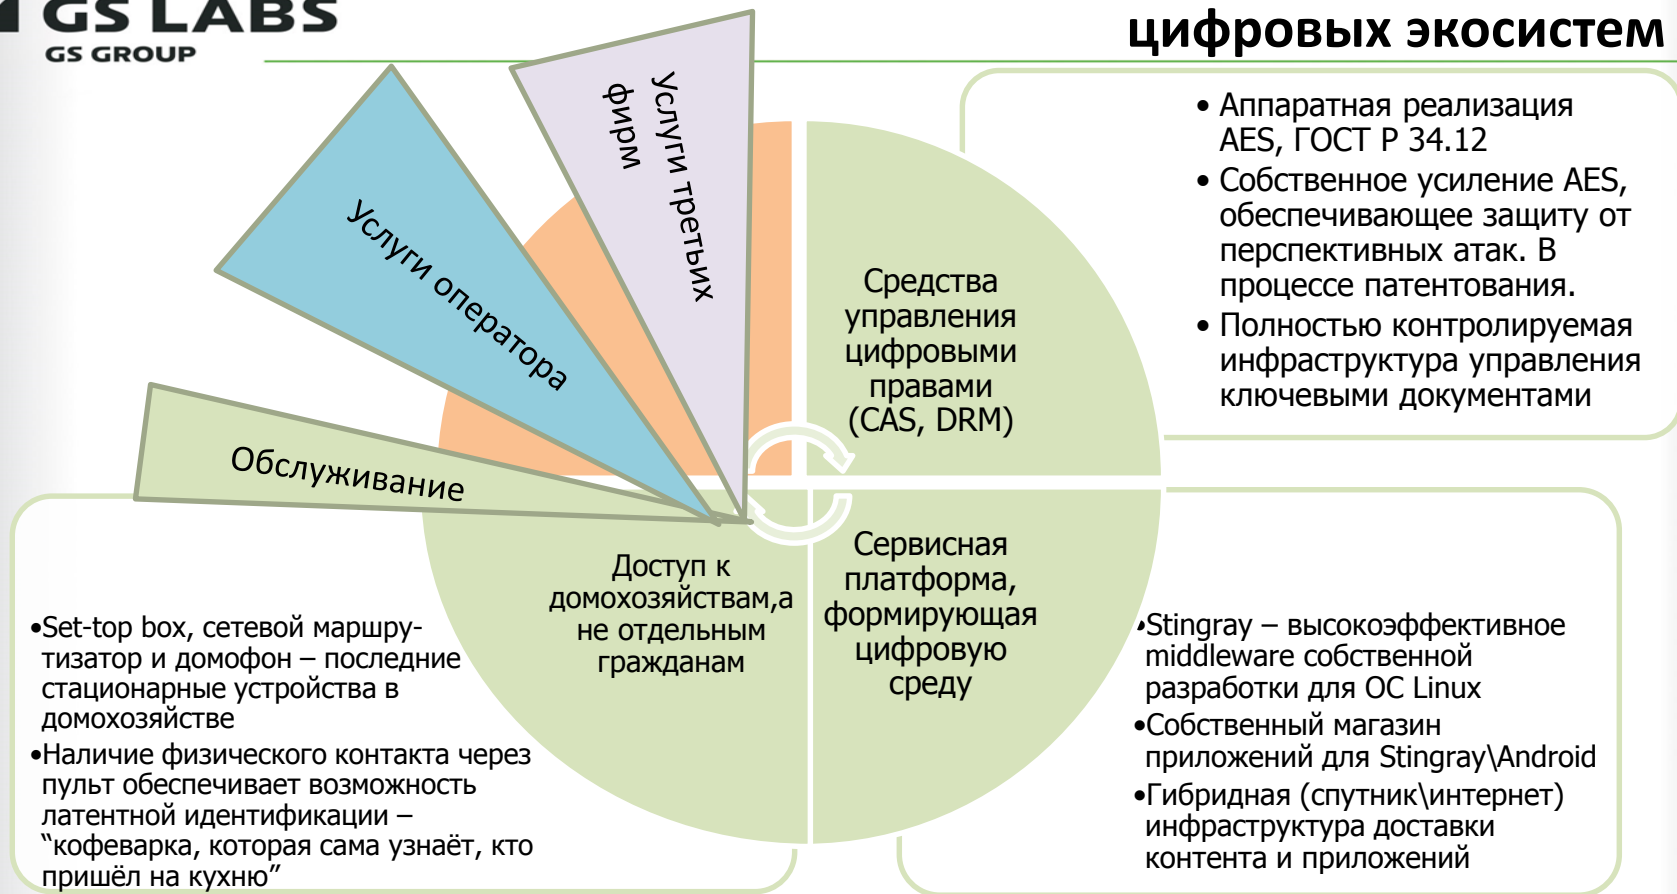 GS LABS
GS GROUP
цифровых экосистем
Услуги третьих
фирм
Услуги оператора
Обслуживание
• Аппаратная реализация
AES, ГОСТ Р 34.12
• Собственное усиление AES,
обеспечивающее защиту от
перспективных атак. В
процессе патентования.
• Полностью контролируемая
инфраструктура управления
ключевыми документами
Средства
управления
цифровыми
правами
(CAS, DRM)
Доступ к
домохозяйствам,а
не отдельным
гражданам
Сервисная
платформа,
формирующая
цифровую
среду
•Set-top box, сетевой маршру-
тизатор и домофон – последние
стационарные устройства в
домохозяйстве
•Наличие физического контакта через
пульт обеспечивает возможность
латентной идентификации –
“кофеварка, которая сама узнаёт, кто
пришёл на кухню”
•Stingray – высокоэффективное
middleware собственной
разработки для ОС Linux
•Собственный магазин
приложений для Stingray\Android
•Гибридная (спутник\интернет)
инфраструктура доставки
контента и приложений